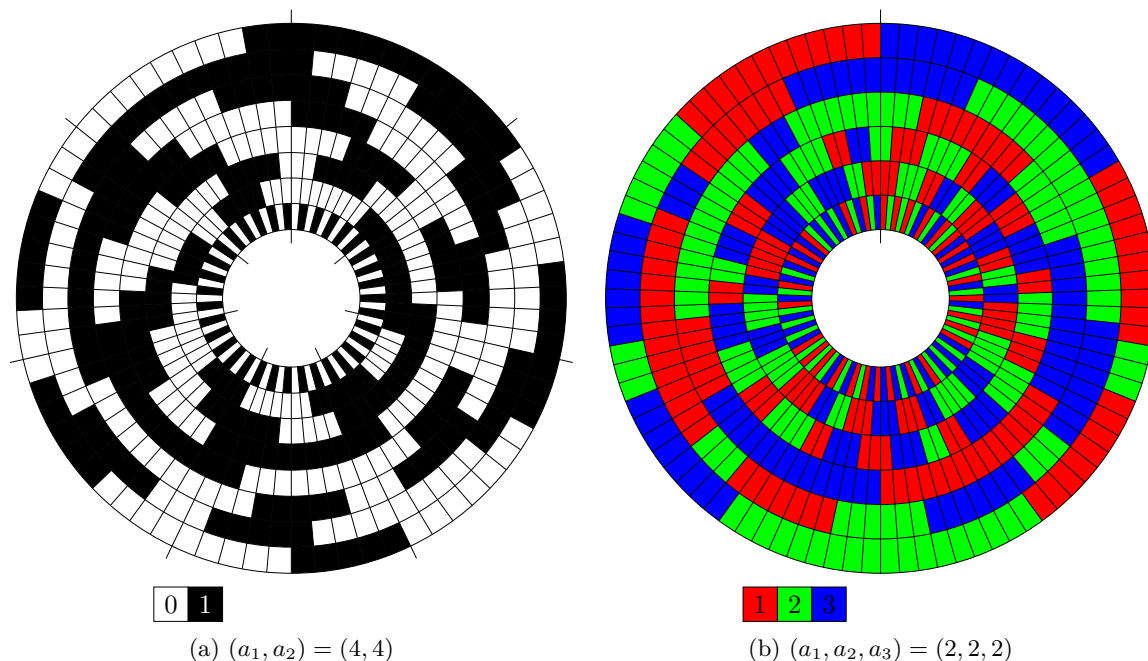 0 1
1 2 3
(a) (a₁, a₂) = (4, 4)
(b) (a₁, a₂, a₃) = (2, 2, 2)